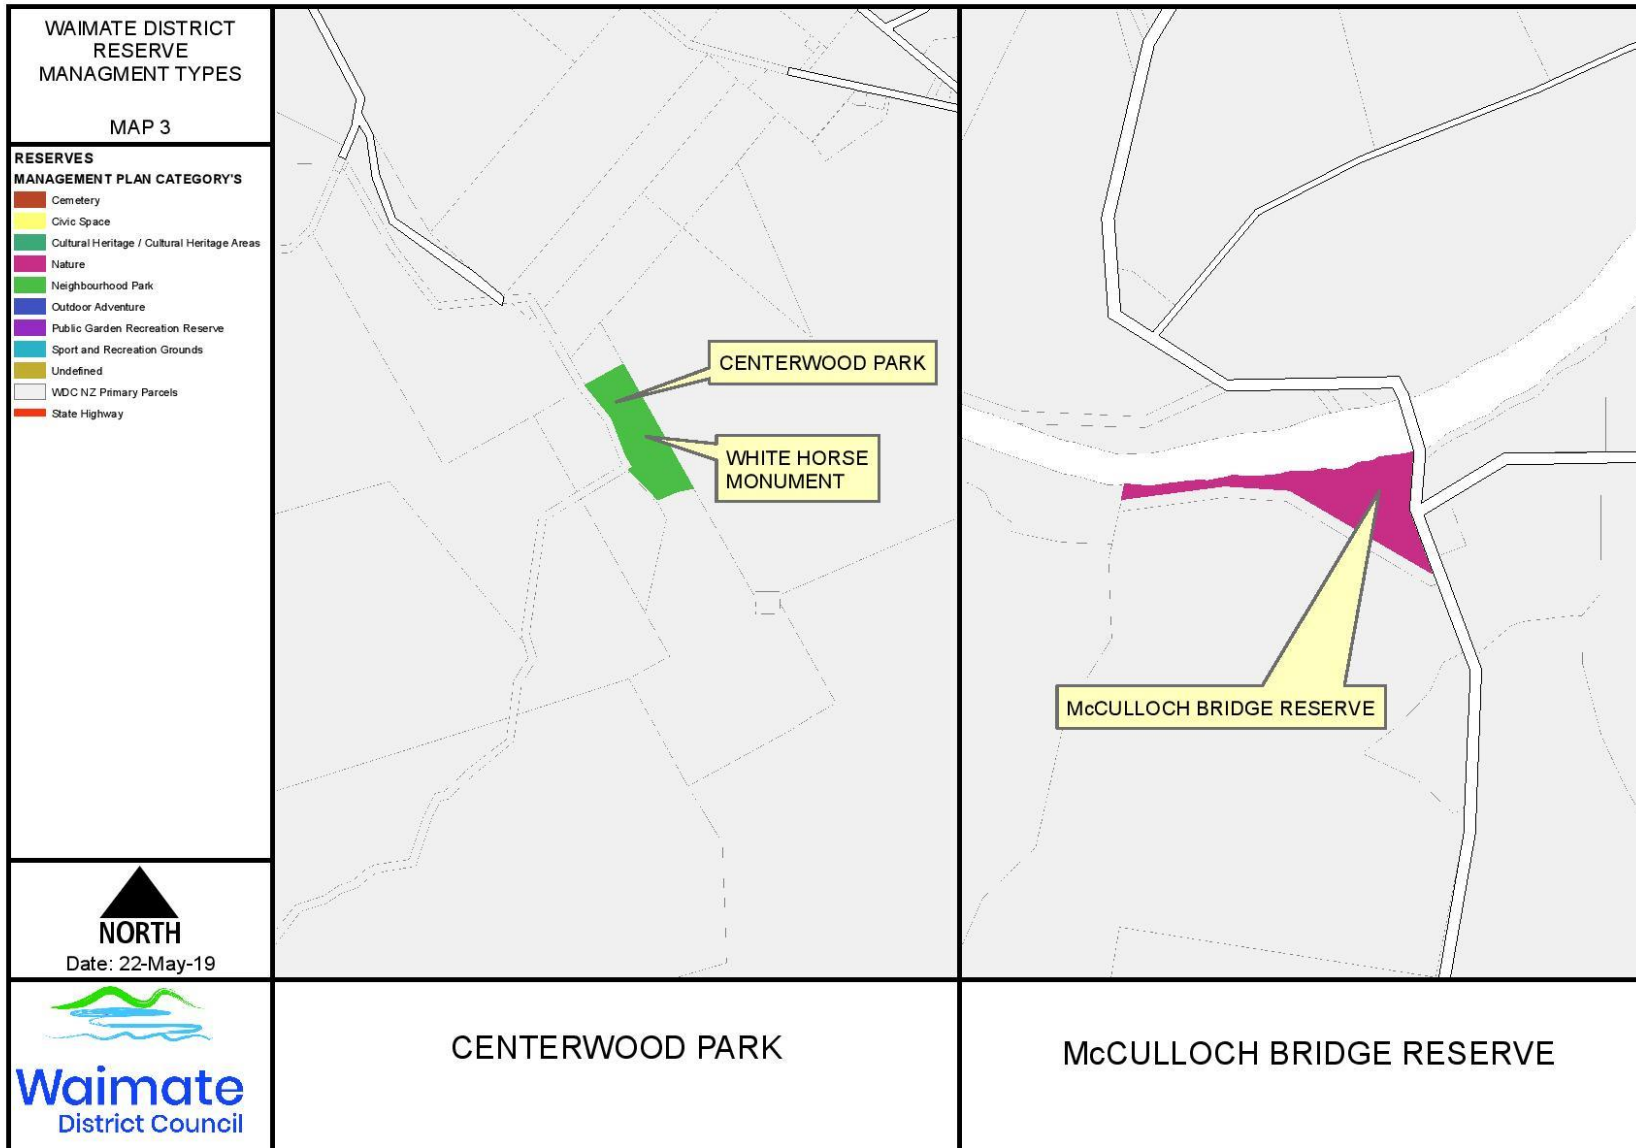 WAIMATE DISTRICT
RESERVE
MANAGMENT TYPES
MAP 3
RESERVES
MANAGEMENT PLAN CATEGORY'S
Cemetery
Civic Space
Cultural Heritage / Cultural Heritage Areas
Nature
Neighbourhood Park
Outdoor Adventure
Public Garden Recreation Reserve
Sport and Recreation Grounds
Undefined
WDC NZ Primary Parcels
State Highway
NORTH
Date: 22-May-19
Waimate
District Council
CENTERWOOD PARK
WHITE HORSE
MONUMENT
CENTERWOOD PARK
McCULLOCH BRIDGE RESERVE
McCULLOCH BRIDGE RESERVE